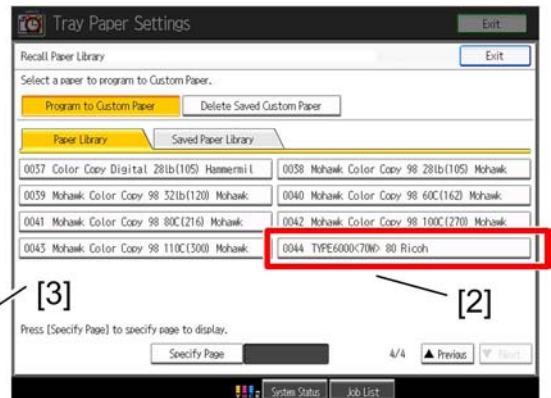 Tray Paper Settings Exit
Recall Paper Library Exit
Select a paper to program to Custom Paper.
Program to Custom Paper Delete Saved Custom Paper
Paper Library Saved Paper Library
0037 Color Copy Digital 28lb(105) Hammermil 0038 Mohawk Color Copy 98 28lb(105) Mohawk
0039 Mohawk Color Copy 98 32lb(120) Mohawk 0040 Mohawk Color Copy 98 60C(162) Mohawk
0041 Mohawk Color Copy 98 80C(216) Mohawk 0042 Mohawk Color Copy 98 100C(270) Mohawk
0043 Mohawk Color Copy 98 110C(300) Mohawk 0044 TYPE6000<70W> 80 Ricoh
[3] [2]
Press [Specify Page] to specify page to display.
Specify Page 4/4 ▲ Previous ▼ Next
System Status Job List